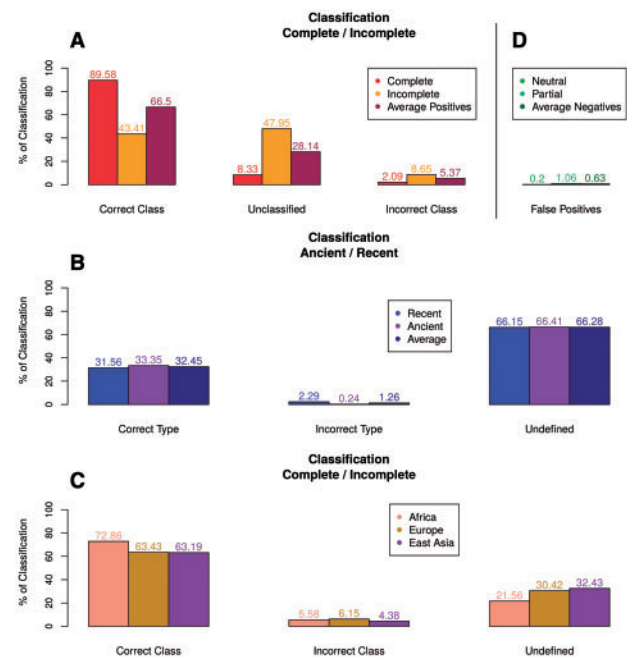 Classification
Complete / Incomplete
A
D
% of Classification
0 20 40 60 80 100
89.58
43.41
66.5
8.33
47.95
28.14
2.09
8.65
5.37
Complete
Incomplete
Average Positives
Correct Class
Unclassified
Incorrect Class
Neutral
Partial
Average Negatives
0.2
1.06
0.63
False Positives
Classification
Ancient / Recent
B
% of Classification
0 20 40 60 80 100
31.56
33.35
32.45
2.29
0.24
1.26
66.15
66.41
66.28
Recent
Ancient
Average
Correct Type
Incorrect Type
Undefined
Classification
Complete / Incomplete
C
% of Classification
0 20 40 60 80 100
72.86
63.43
63.19
5.58
6.15
4.38
21.56
30.42
32.43
Africa
Europe
East Asia
Correct Class
Incorrect Class
Undefined